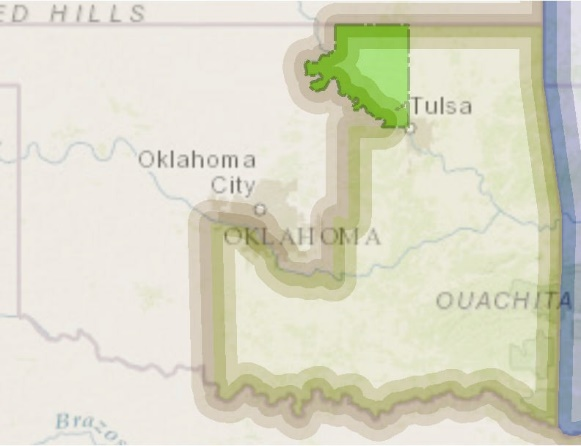 ED HILLS
Tulsa
Oklahoma
City
OKLAHOMA
OUACHITA
Brazos